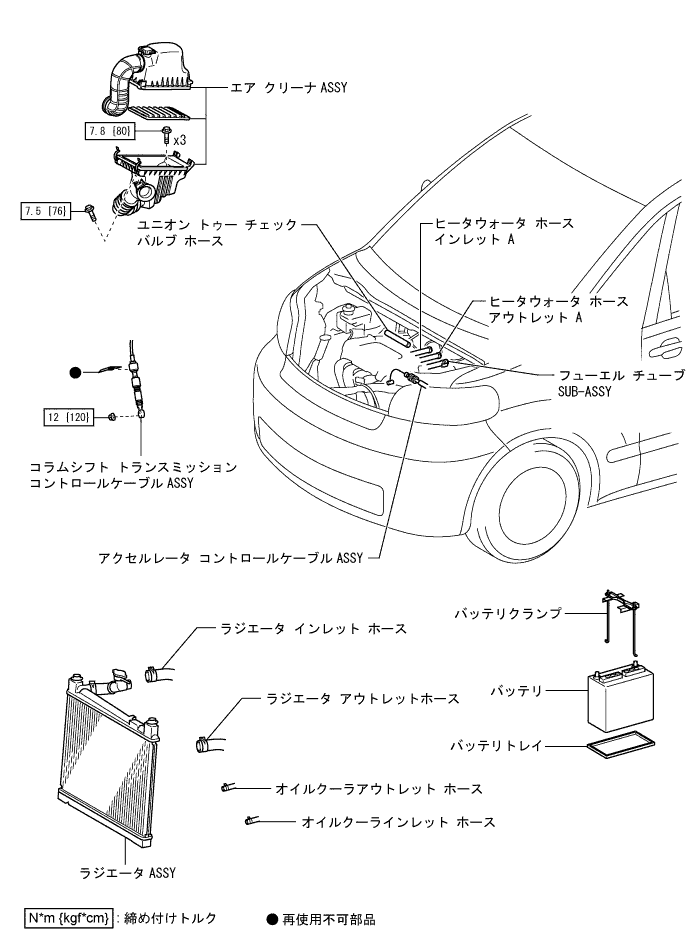 エア クリーナ ASSY
7.8 {80}
x3
7.5 {76}
ユニオン トゥー チェック
バルブ ホース
ヒータウォータ ホース
インレット A
ヒータウォータ ホース
アウトレット A
フューエル チューブ
SUB-ASSY
12 {120}
コラムシフト トランスミッション
コントロールケーブル ASSY
アクセルレータ コントロールケーブル ASSY
バッテリクランプ
ラジエータ インレット ホース
バッテリ
ラジエータ アウトレットホース
バッテリトレイ
オイルクーラアウトレット ホース
オイルクーラインレット ホース
ラジエータ ASSY
N*m {kgf*cm} : 締め付けトルク ● 再使用不可部品